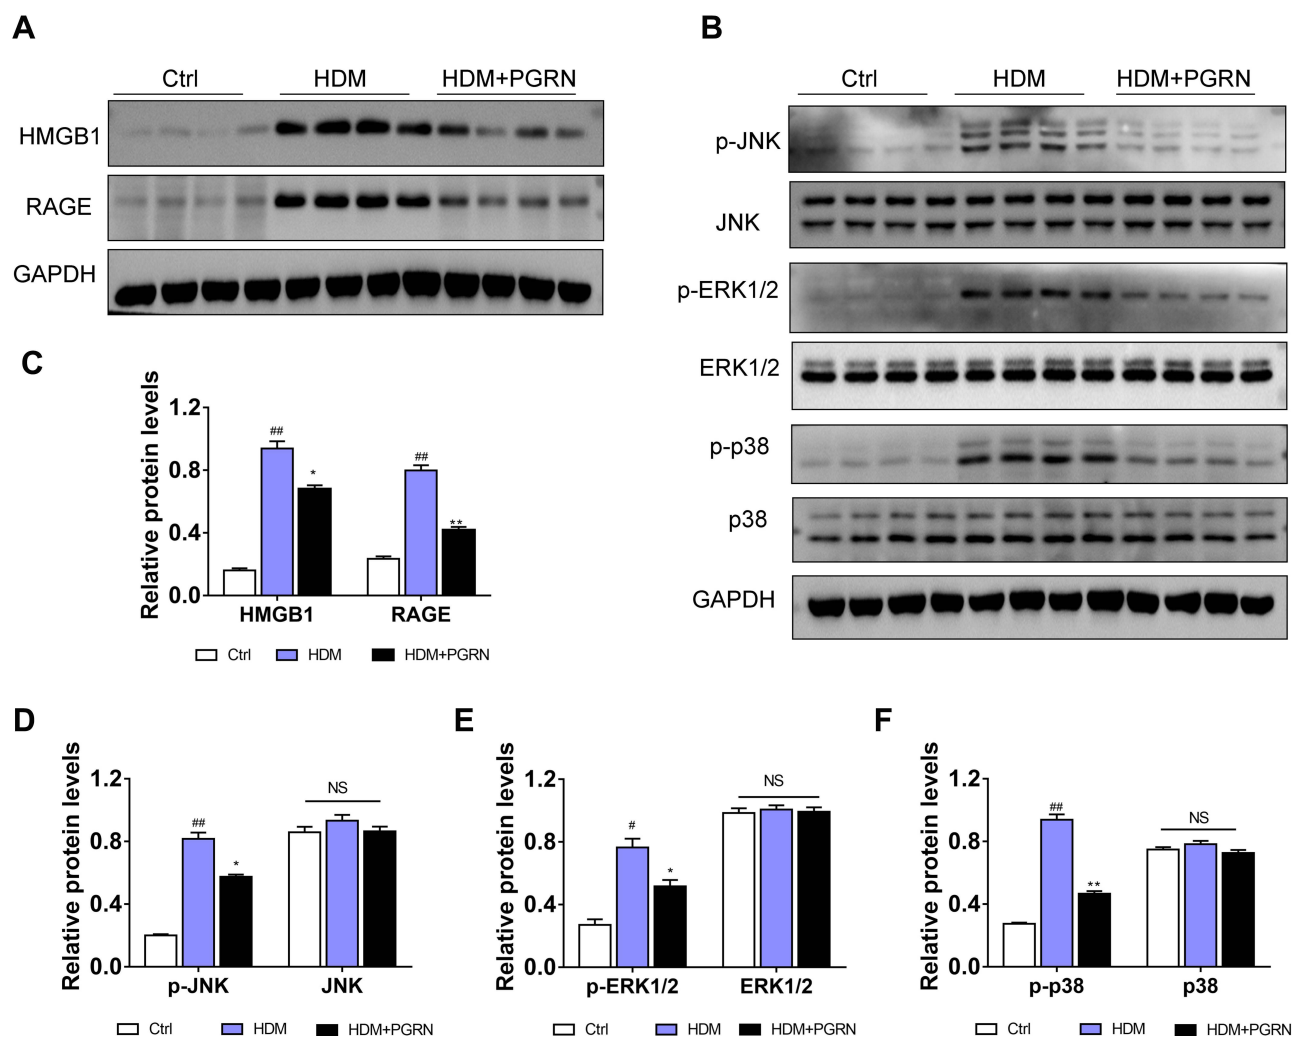 A
Ctrl HDM HDM+PGRN
HMGB1
RAGE
GAPDH
B
Ctrl HDM HDM+PGRN
p-JNK
JNK
p-ERK1/2
ERK1/2
p-p38
p38
GAPDH
C
Relative protein levels
1.2
0.8
0.4
0.0
## *
## **
HMGB1 RAGE
Ctrl HDM HDM+PGRN
D
Relative protein levels
1.2
0.8
0.4
0.0
## *
NS
p-JNK JNK
Ctrl HDM HDM+PGRN
E
Relative protein levels
1.2
0.8
0.4
0.0
# *
NS
p-ERK1/2 ERK1/2
Ctrl HDM HDM+PGRN
F
Relative protein levels
1.2
0.8
0.4
0.0
## **
NS
p-p38 p38
Ctrl HDM HDM+PGRN